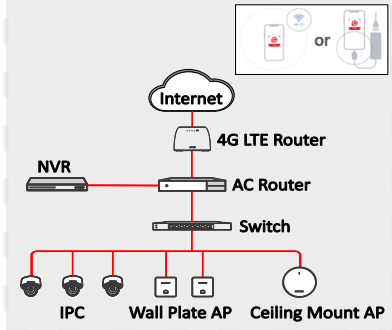 or
Internet
4G LTE Router
NVR
AC Router
Switch
IPC
Wall Plate AP
Ceiling Mount AP